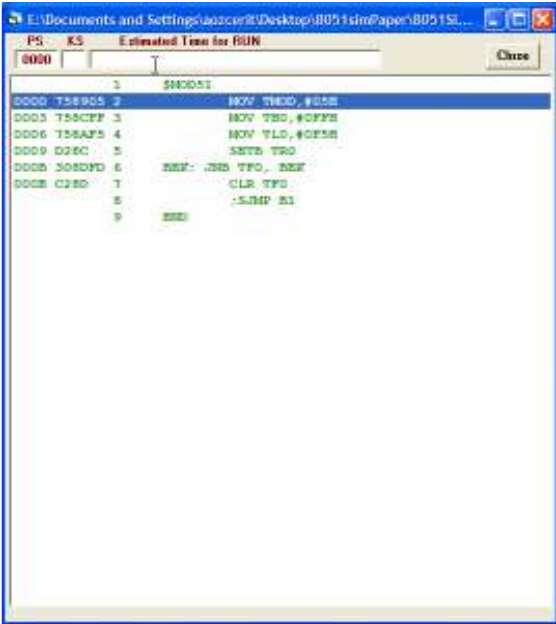 E:\Documents and Settings\aozcerit\Desktop\8051simPaper\8051SI...
PS KS Estimated Time for RUN
0000 Close
1 $MOD51
0000 758905 2 MOV TMOD,#05H
0003 758CFF 3 MOV TH0,#0FFH
0006 758AF5 4 MOV TL0,#0F5H
0009 D28C 5 SETB TR0
000B 308DFD 6 BEK: JNB TF0, BEK
000E C28D 7 CLR TF0
8 ;SJMP B1
9 END